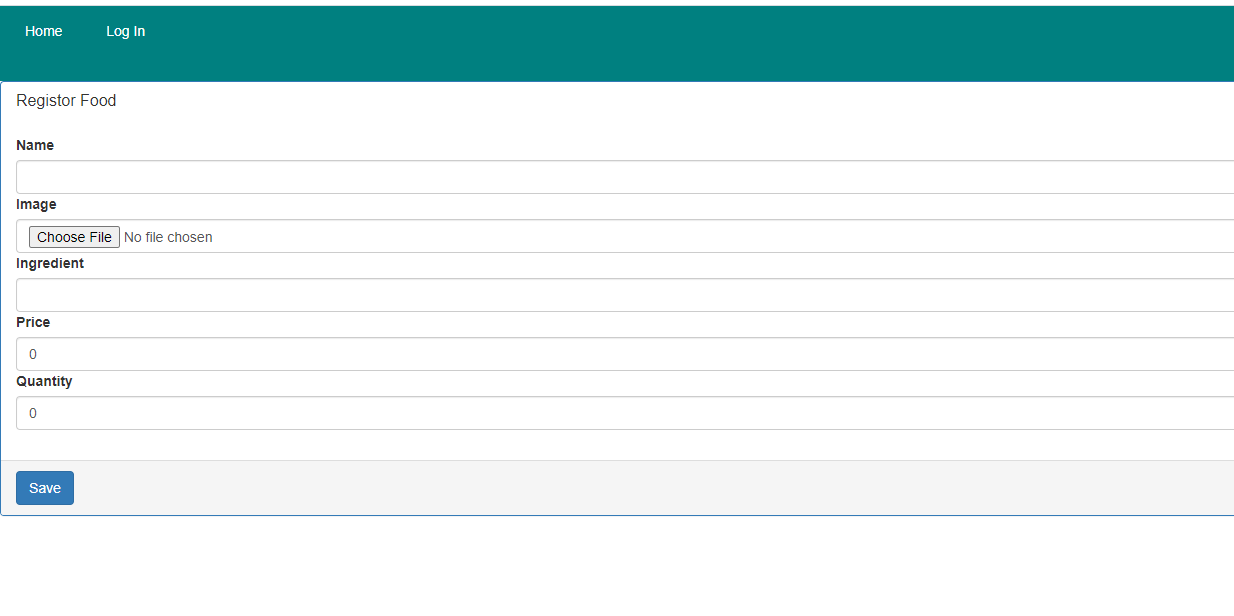 Home Log In
Registor Food
Name
Image
Choose File No file chosen
Ingredient
Price
0
Quantity
0
Save